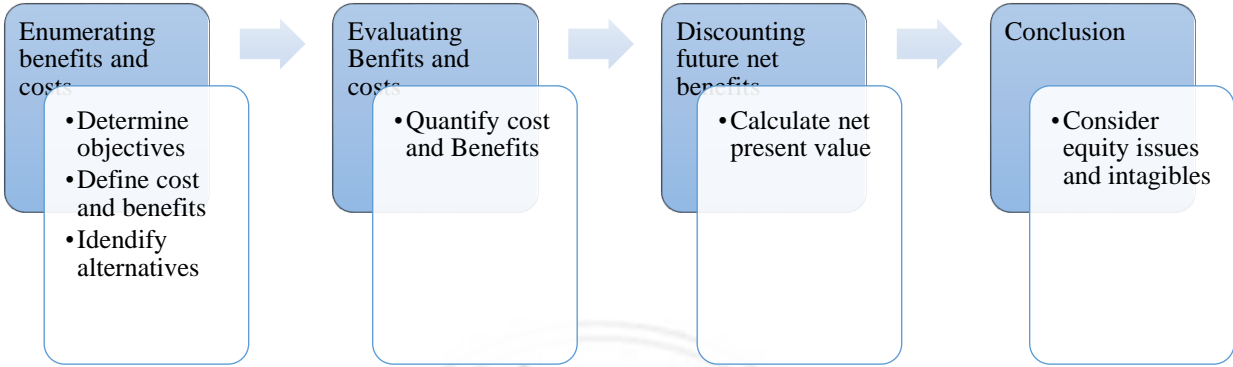 Enumerating
benefits and
costs
• Determine
objectives
• Define cost
and benefits
• Idendify
alternatives
Evaluating
Benfits and
costs
• Quantify cost
and Benefits
Discounting
future net
benefits
• Calculate net
present value
Conclusion
• Consider
equity issues
and intagibles